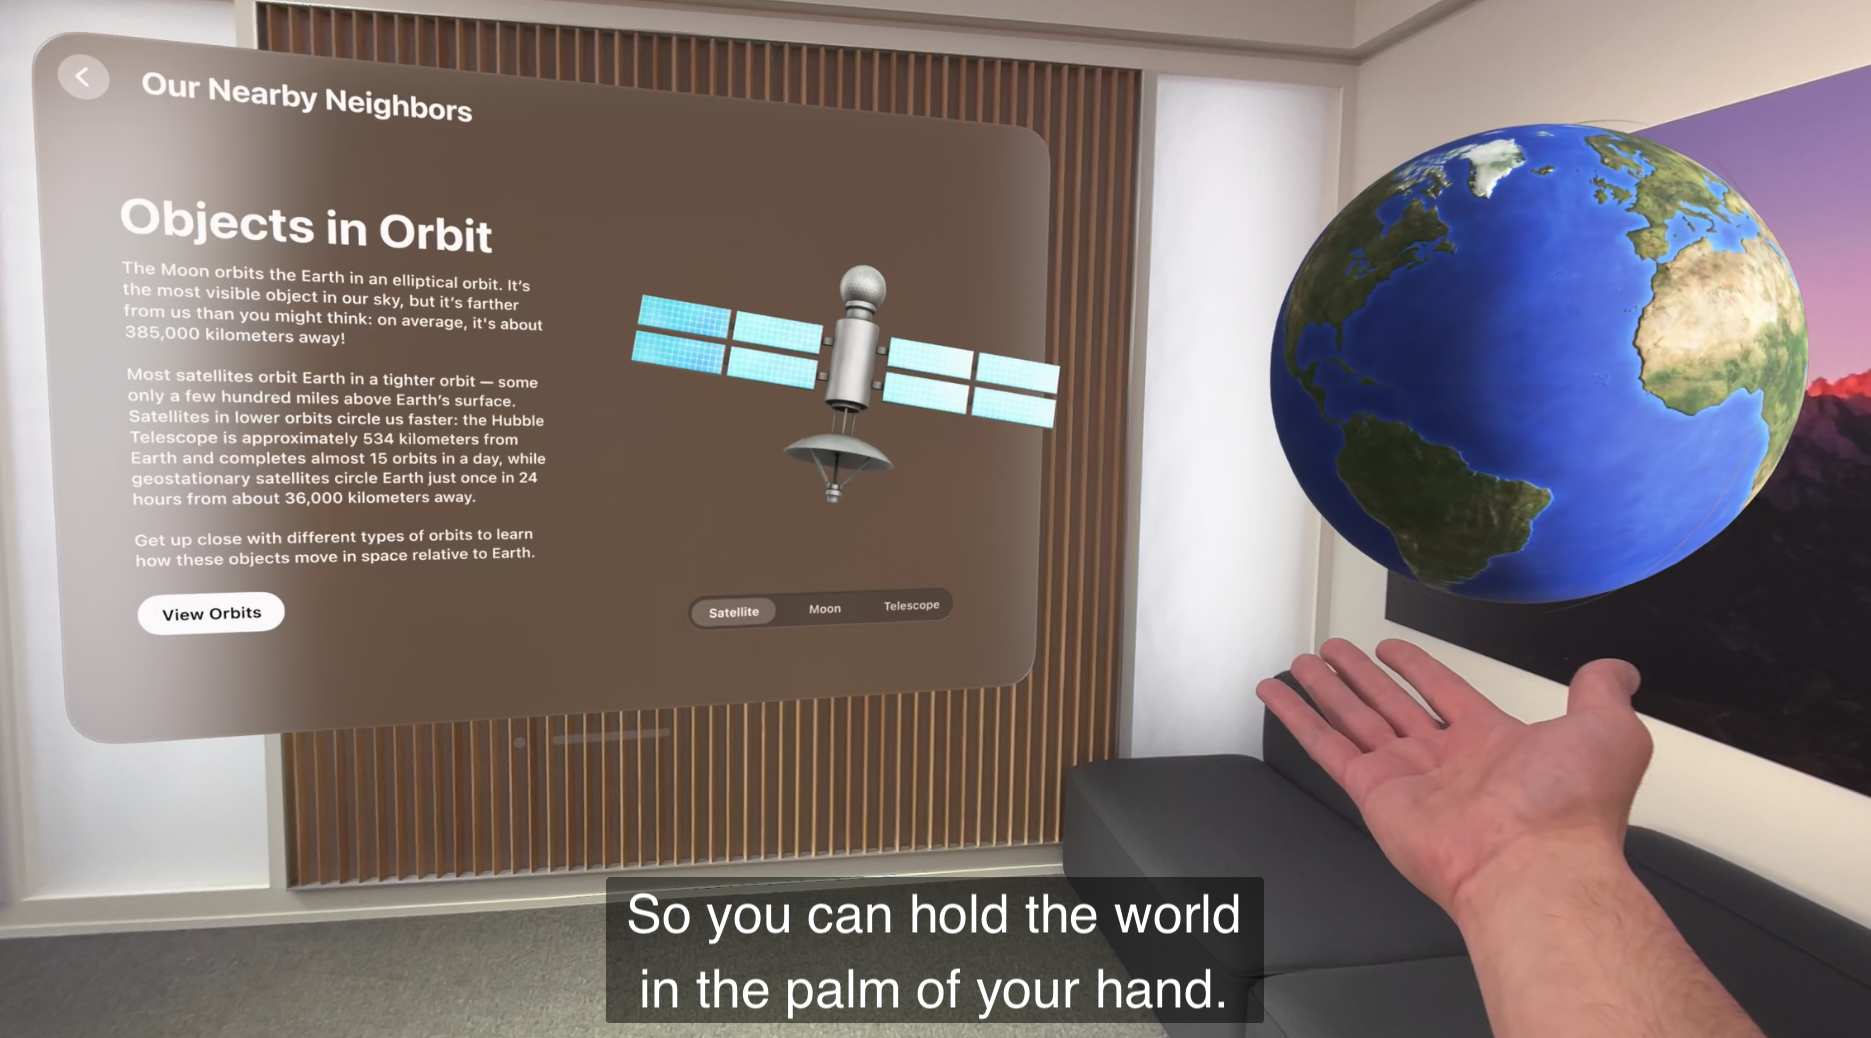 Our Nearby Neighbors
Objects in Orbit
The Moon orbits the Earth in an elliptical orbit. It's
the most visible object in our sky, but it's farther
from us than you might think: on average, it's about
385,000 kilometers away!
Most satellites orbit Earth in a tighter orbit — some
only a few hundred miles above Earth's surface.
Satellites in lower orbits circle us faster: the Hubble
Telescope is approximately 534 kilometers from
Earth and completes almost 15 orbits in a day, while
geostationary satellites circle Earth just once in 24
hours from about 36,000 kilometers away.
Get up close with different types of orbits to learn
how these objects move in space relative to Earth.
View Orbits
Satellite Moon Telescope
So you can hold the world
in the palm of your hand.